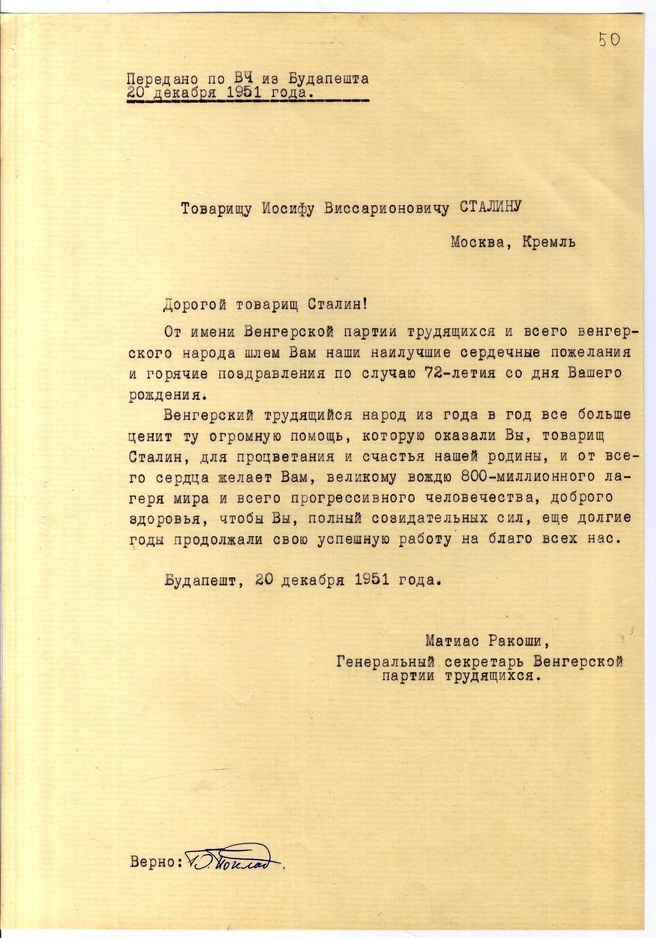 50
Передано по ВЧ из Будапешта
20 декабря 1951 года.
Товарищу Иосифу Виссарионовичу СТАЛИНУ
Москва, Кремль
Дорогой товарищ Сталин!
От имени Венгерской партии трудящихся и всего венгер-
ского народа шлем Вам наши наилучшие сердечные пожелания
и горячие поздравления по случаю 72-летия со дня Вашего
рождения.
Венгерский трудящийся народ из года в год все больше
ценит ту огромную помощь, которую оказали Вы, товарищ
Сталин, для процветания и счастья нашей родины, и от все-
го сердца желает Вам, великому вождю 800-миллионного ла-
геря мира и всего прогрессивного человечества, доброго
здоровья, чтобы Вы, полный созидательных сил, еще долгие
годы продолжали свою успешную работу на благо всех нас.
Будапешт, 20 декабря 1951 года.
Матиас Ракоши,
Генеральный секретарь Венгерской
партии трудящихся.
Верно: